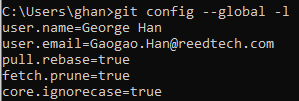 C:\Users\ghan>git config --global -l
user.name=George Han
user.email=Gaogao.Han@reedtech.com
pull.rebase=true
fetch.prune=true
core.ignorecase=true